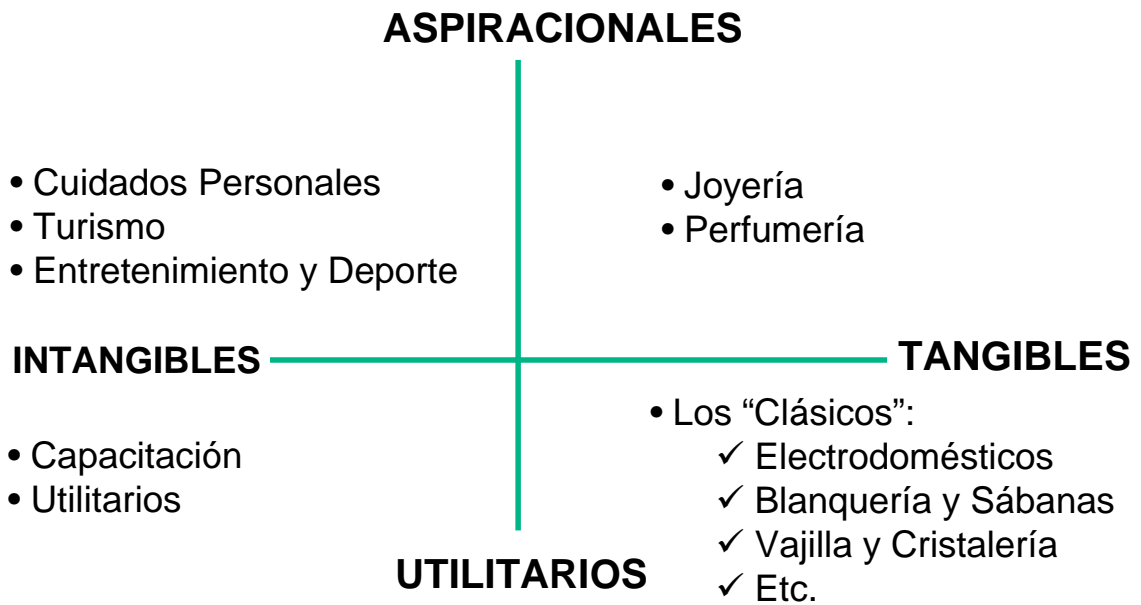 ASPIRACIONALES
• Cuidados Personales
• Turismo
• Entretenimiento y Deporte
• Joyería
• Perfumería
INTANGIBLES
TANGIBLES
• Capacitación
• Utilitarios
• Los “Clásicos”:
✓ Electrodomésticos
✓ Blanquería y Sábanas
✓ Vajilla y Cristalería
✓ Etc.
UTILITARIOS